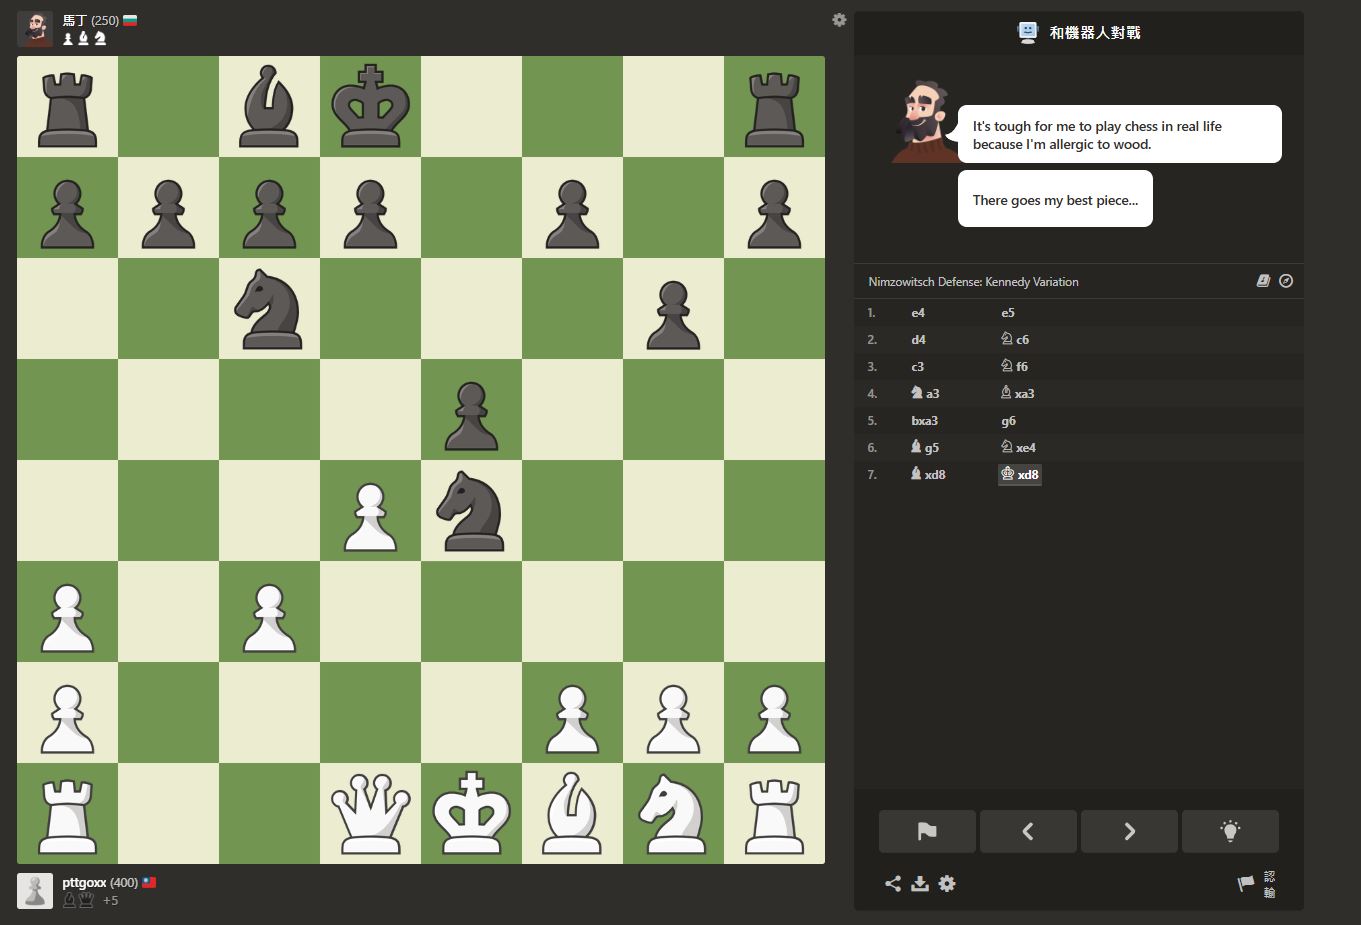 馬丁 (250)
和機器人對戰
It's tough for me to play chess in real life
because I'm allergic to wood.
There goes my best piece...
Nimzowitsch Defense: Kennedy Variation
1. e4 e5
2. d4 c6
3. c3 f6
4. a3 xa3
5. bxa3 g6
6. g5 xe4
7. xd8 xd8
pttgoxx (400)
+5
認
輸